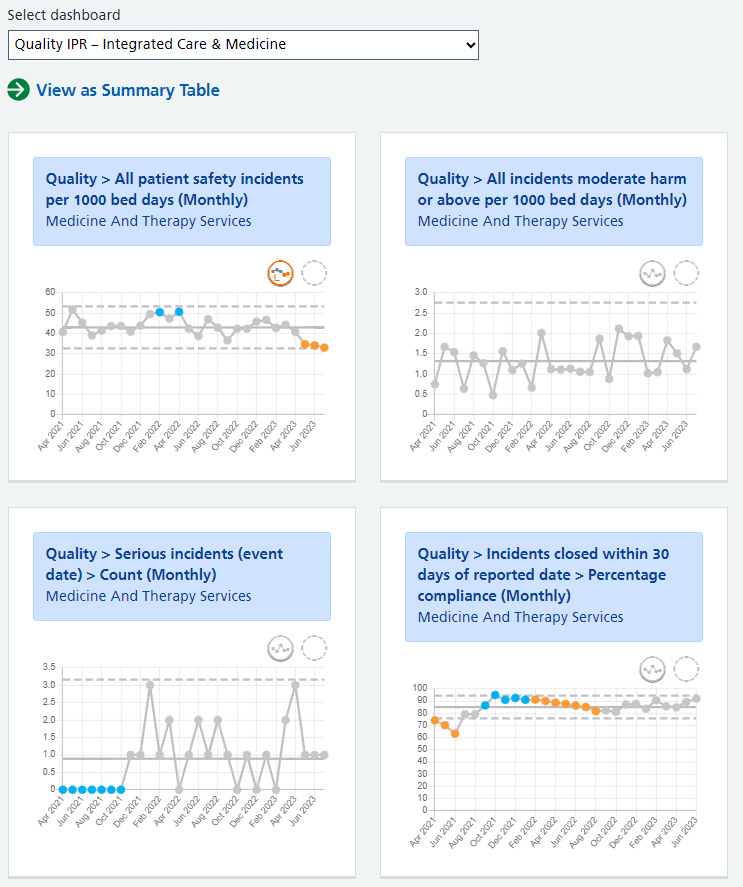 Select dashboard
Quality IPR – Integrated Care & Medicine
View as Summary Table
Quality > All patient safety incidents
per 1000 bed days (Monthly)
Medicine And Therapy Services
60
50
40
30
20
10
0
Apr 2021
Jun 2021
Aug 2021
Oct 2021
Dec 2021
Feb 2022
Apr 2022
Jun 2022
Aug 2022
Oct 2022
Dec 2022
Feb 2023
Apr 2023
Jun 2023
Quality > All incidents moderate harm
or above per 1000 bed days (Monthly)
Medicine And Therapy Services
3.0
2.5
2.0
1.5
1.0
0.5
0
Apr 2021
Jun 2021
Aug 2021
Oct 2021
Dec 2021
Feb 2022
Apr 2022
Jun 2022
Aug 2022
Oct 2022
Dec 2022
Feb 2023
Apr 2023
Jun 2023
Quality > Serious incidents (event
date) > Count (Monthly)
Medicine And Therapy Services
3.5
3.0
2.5
2.0
1.5
1.0
0.5
0
Apr 2021
Jun 2021
Aug 2021
Oct 2021
Dec 2021
Feb 2022
Apr 2022
Jun 2022
Aug 2022
Oct 2022
Dec 2022
Feb 2023
Apr 2023
Jun 2023
Quality > Incidents closed within 30
days of reported date > Percentage
compliance (Monthly)
Medicine And Therapy Services
100
90
80
70
60
50
40
30
20
10
0
Apr 2021
Jun 2021
Aug 2021
Oct 2021
Dec 2021
Feb 2022
Apr 2022
Jun 2022
Aug 2022
Oct 2022
Dec 2022
Feb 2023
Apr 2023
Jun 2023